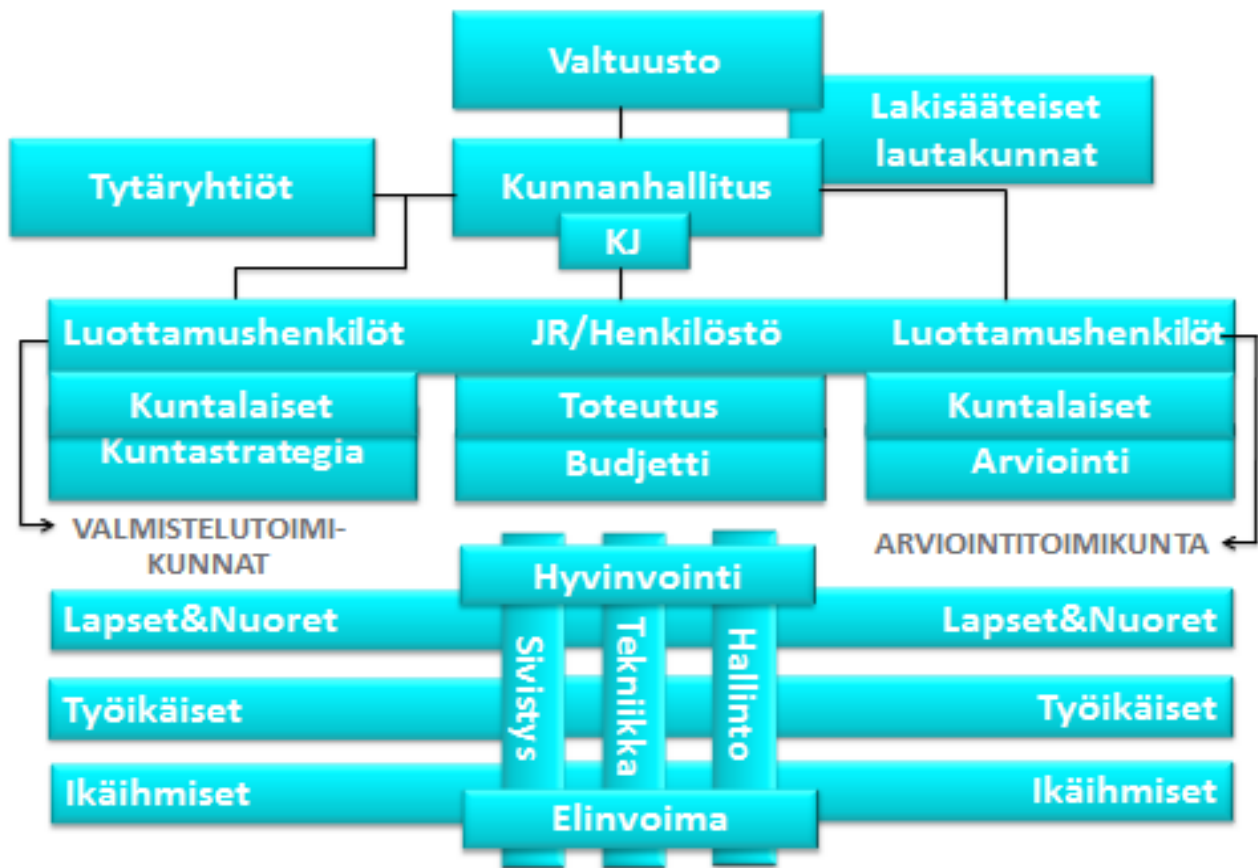 Valtuusto
Lakisääteiset
lautakunnat
Tytäryhtiöt
Kunnanhallitus
KJ
Luottamushenkilöt
JR/Henkilöstö
Luottamushenkilöt
Kuntalaiset
Toteutus
Kuntalaiset
Kuntastrategia
Budjetti
Arviointi
VALMISTELUTOIMI-
KUNNAT
ARVIOINTITOIMIKUNTA
Hyvinvointi
Lapset&Nuoret
Lapset&Nuoret
Sivistys
Tekniikka
Hallinto
Työikäiset
Työikäiset
Ikäihmiset
Ikäihmiset
Elinvoima